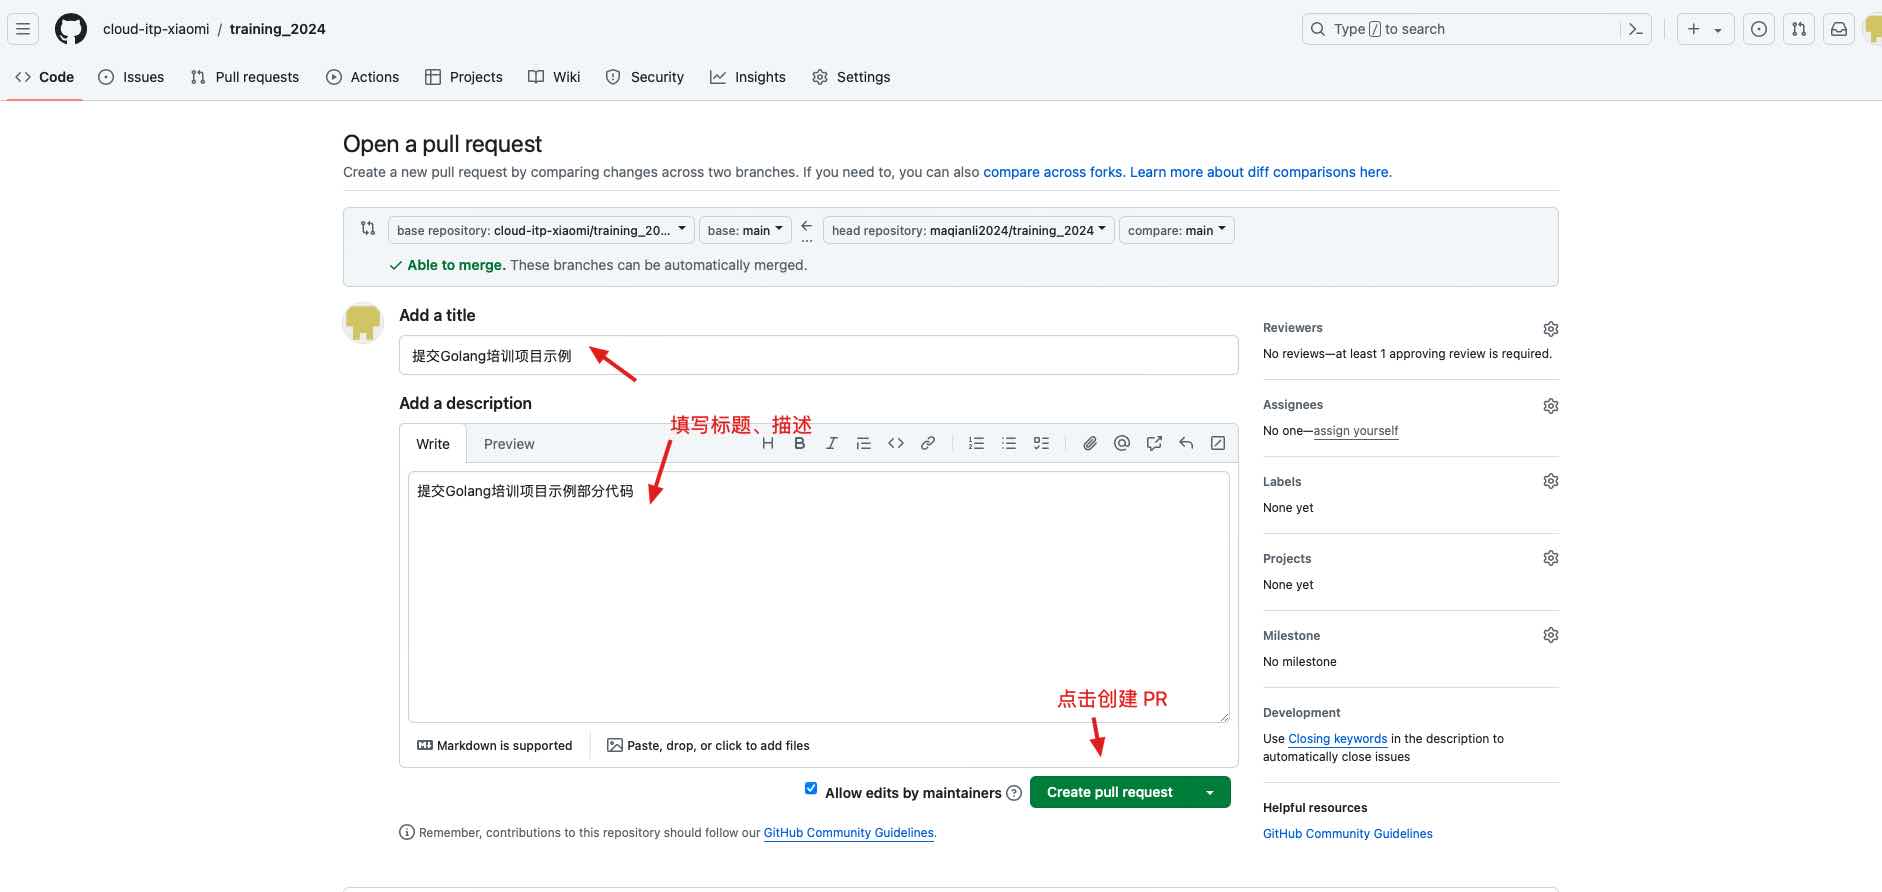 cloud-itp-xiaomi / training_2024
Type / to search
Code Issues Pull requests Actions Projects Wiki Security Insights Settings
Open a pull request
Create a new pull request by comparing changes across two branches. If you need to, you can also compare across forks. Learn more about diff comparisons here.
base repository: cloud-itp-xiaomi/training_20... base: main ... head repository: maqianli2024/training_2024 compare: main
Able to merge. These branches can be automatically merged.
Add a title
提交Golang培训项目示例
Add a description
填写标题、描述
Write Preview
提交Golang培训项目示例部分代码
点击创建 PR
Markdown is supported
Paste, drop, or click to add files
Allow edits by maintainers
Create pull request
Remember, contributions to this repository should follow our GitHub Community Guidelines.
Reviewers
No reviews—at least 1 approving review is required.
Assignees
No one—assign yourself
Labels
None yet
Projects
None yet
Milestone
No milestone
Development
Use Closing keywords in the description to
automatically close issues
Helpful resources
GitHub Community Guidelines